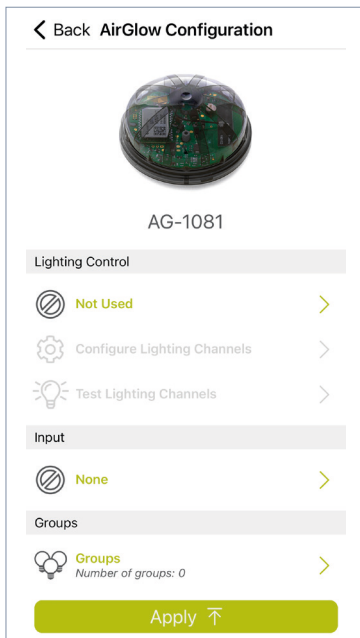 Back AirGlow Configuration
AG-1081
Lighting Control
Not Used
Configure Lighting Channels
Test Lighting Channels
Input
None
Groups
Groups
Number of groups: 0
Apply